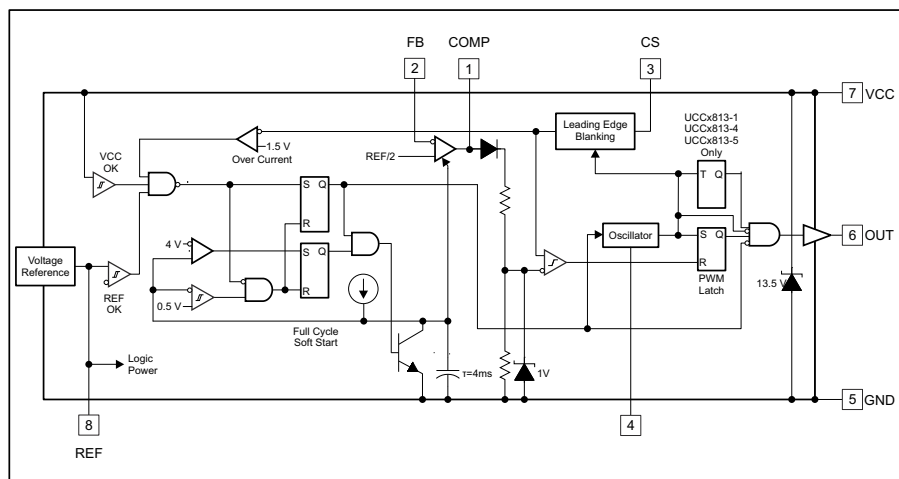 FB COMP CS
2 1 3
7 VCC
UCCx813-1
UCCx813-4
UCCx813-5
Only
Leading Edge
Blanking
1.5 V
Over Current
REF/2
VCC
OK
T Q
S Q
R
4 V
S Q
R
Oscillator
S Q
R
PWM
Latch
6 OUT
Voltage
Reference
REF
OK
0.5 V
Full Cycle
Soft Start
13.5 V
Logic
Power
τ=4ms
1V
5 GND
8
4
REF